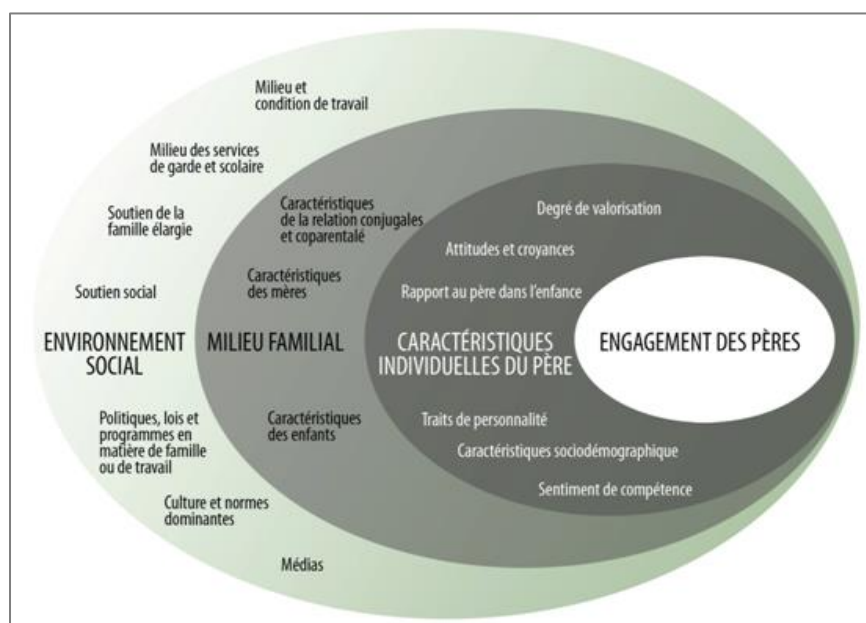 Milieu et
condition de travail
Milieu des services
de garde et scolaire
Soutien de la
famille élargie
Soutien social
ENVIRONNEMENT
SOCIAL
Politiques, lois et
programmes en
matière de famille
ou de travail
Culture et normes
dominantes
Médias
Caractéristiques
de la relation conjugales
et coparentalé
Caractéristiques
des mères
MILIEU FAMILIAL
Caractéristiques
des enfants
Degré de valorisation
Attitudes et croyances
Rapport au père dans l'enfance
CARACTÉRISTIQUES
INDIVIDUELLES DU PÈRE
Traits de personnalité
Caractéristiques sociodémographique
Sentiment de compétence
ENGAGEMENT DES PÈRES